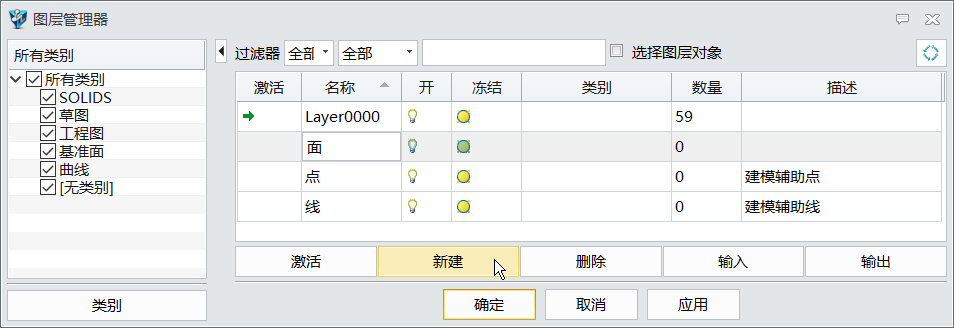 图层管理器
所有类别
所有类别
SOLIDS
草图
工程图
基准面
曲线
[无类别]
类别
过滤器 全部 全部 选择图层对象
激活 名称 开 冻结 类别 数量 描述
Layer0000 59
面 0
点 0 建模辅助点
线 0 建模辅助线
激活 新建 删除 输入 输出
确定 取消 应用